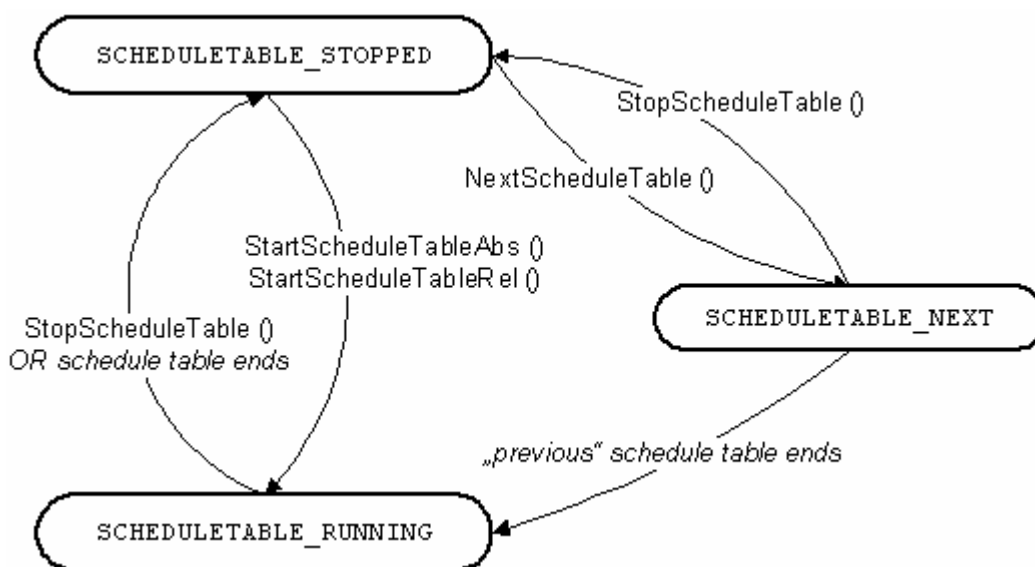 SCHEDULETABLE_STOPPED
StopScheduleTable ()
NextScheduleTable ()
StartScheduleTableAbs ()
StartScheduleTableRel ()
SCHEDULETABLE_NEXT
StopScheduleTable ()
OR schedule table ends
„previous“ schedule table ends
SCHEDULETABLE_RUNNING